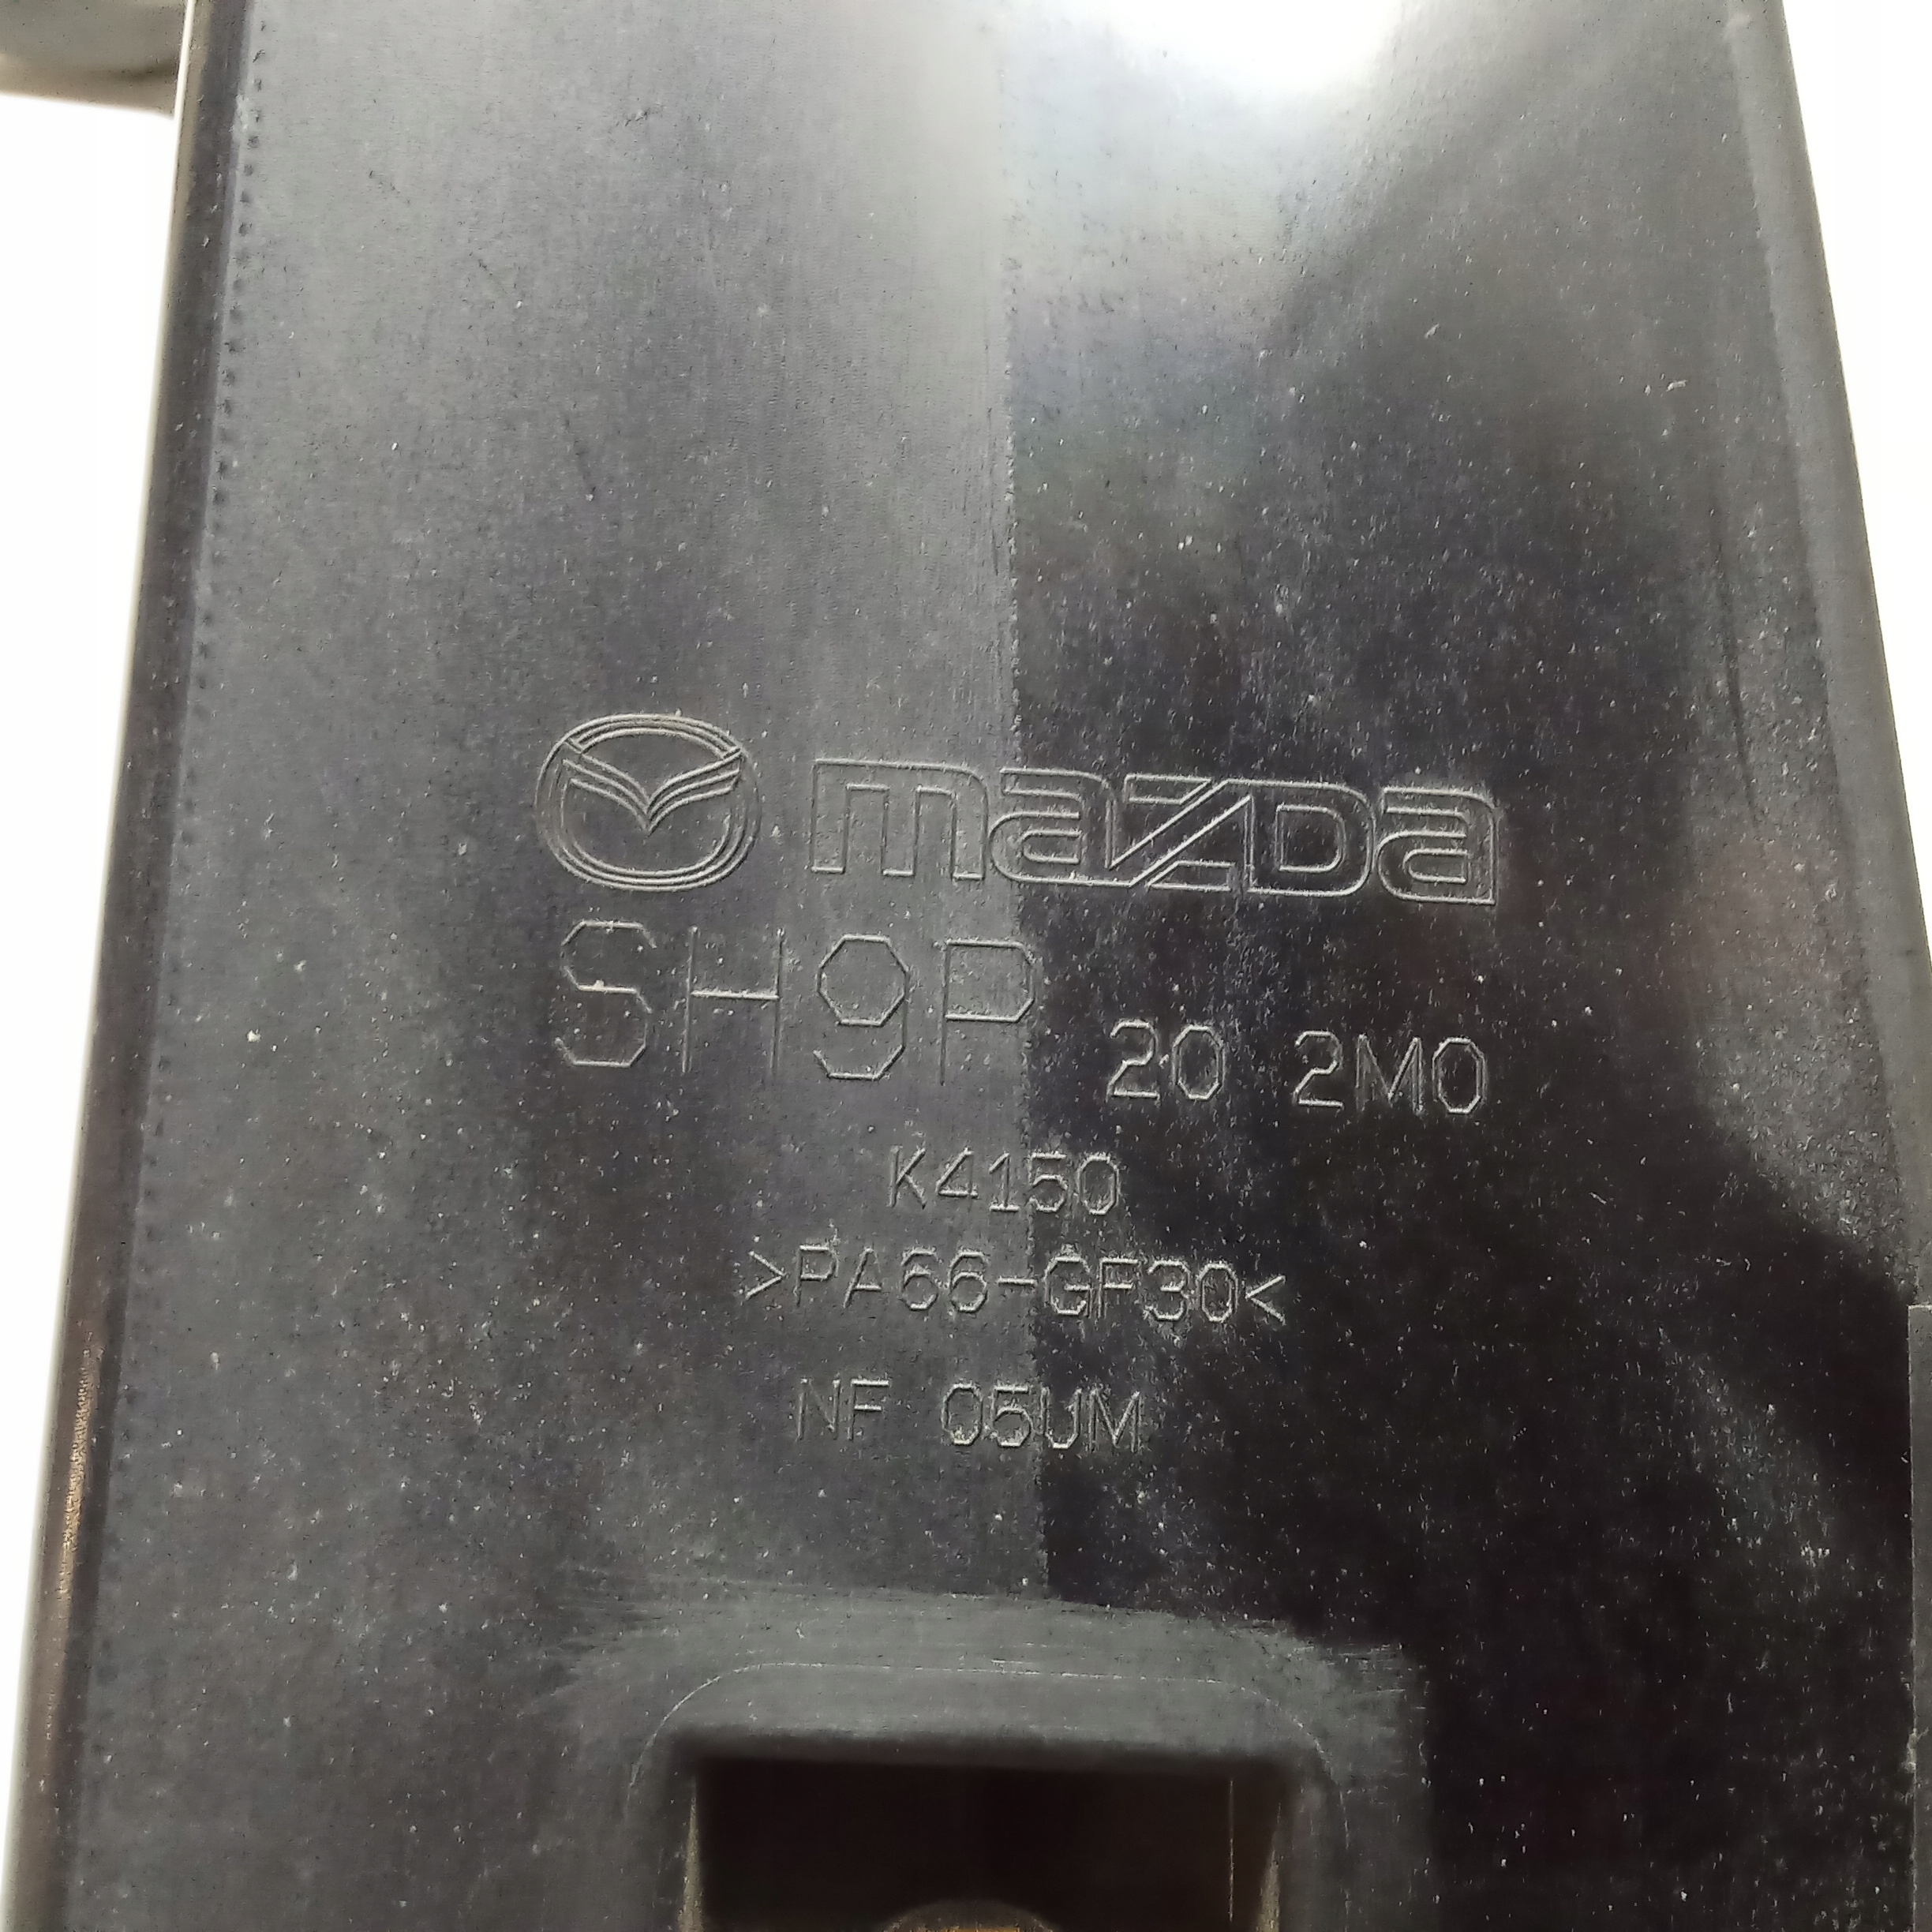 mazda
SH9P 20 2M0
K4150
>PA66-GF30<
NF 05UM